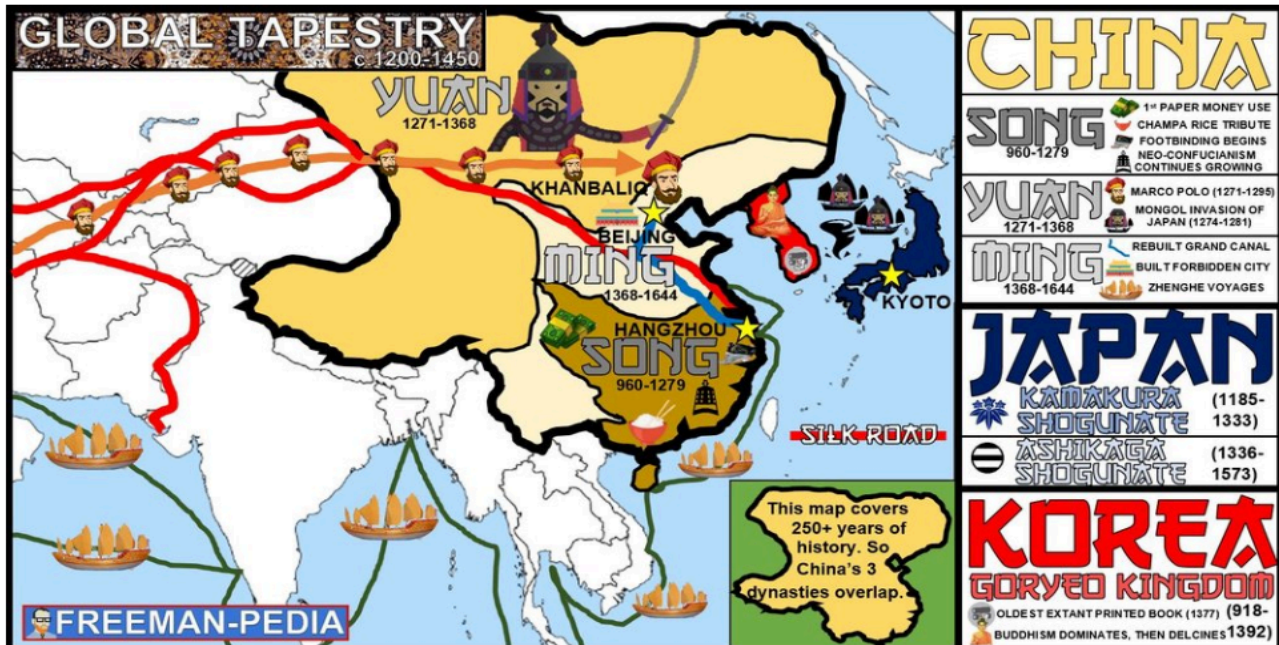 GLOBAL TAPESTRY
c.1200-1450
YUAN
1271-1368
KHANBALIQ
BEIJING
MING
1368-1644
HANGZHOU
SONG
960-1279
KYOTO
SILK ROAD
This map covers
250+ years of
history. So
China's 3
dynasties overlap.
FREEMAN-PEDIA
CHINA
SONG
960-1279
1st PAPER MONEY USE
CHAMPA RICE TRIBUTE
FOOTBINDING BEGINS
NEO-CONFUCIANISM
CONTINUES GROWING
YUAN
1271-1368
MARCO POLO (1271-1295)
MONGOL INVASION OF
JAPAN (1274-1281)
MING
1368-1644
REBUILT GRAND CANAL
BUILT FORBIDDEN CITY
ZHENGHE VOYAGES
JAPAN
KAMAKURA
SHOGUNATE
(1185-
1333)
ASHIKAGA
SHOGUNATE
(1336-
1573)
KOREA
GORYEO KINGDOM
OLDEST EXTANT PRINTED BOOK (1377)
BUDDHISM DOMINATES, THEN DELCINES
(918-
1392)